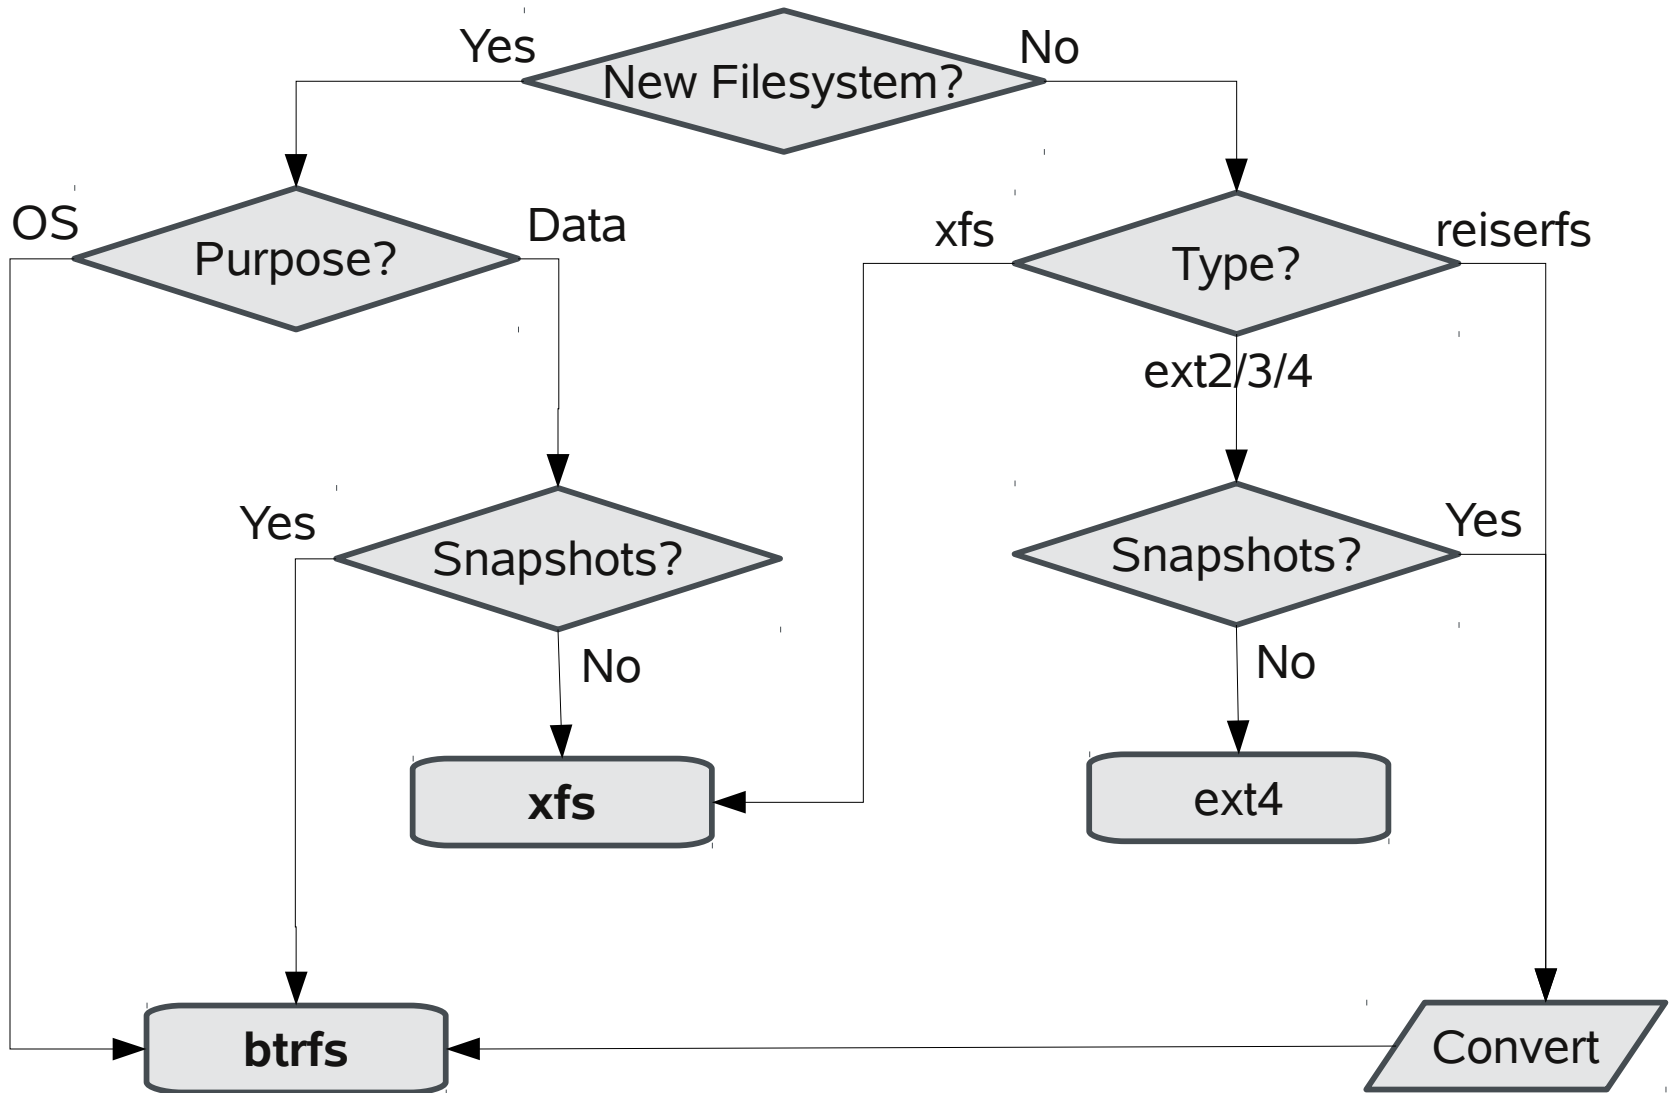 Yes
New Filesystem?
No
OS
Purpose?
Data
xfs
Type?
reiserfs
ext2/3/4
Yes
Snapshots?
No
Snapshots?
Yes
No
xfs
ext4
btrfs
Convert